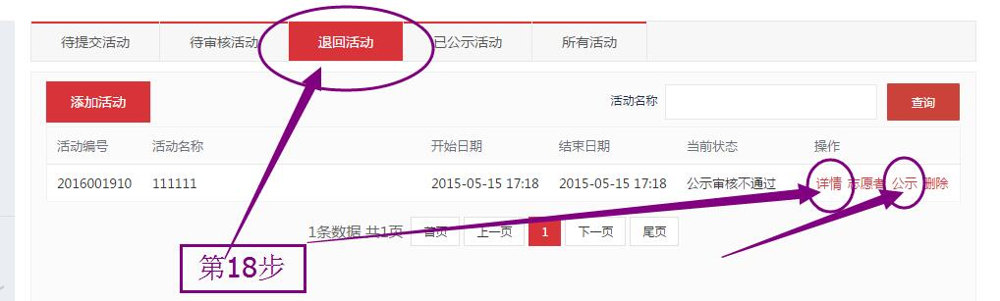 待提交活动 待审核活动 退回活动 已公示活动 所有活动
添加活动 活动名称 查询
活动编号 活动名称 开始日期 结束日期 当前状态 操作
2016001910 111111 2015-05-15 17:18 2015-05-15 17:18 公示审核不通过 详情 志愿者 公示 删除
1条数据 共1页 首页 上一页 1 下一页 尾页
第18步